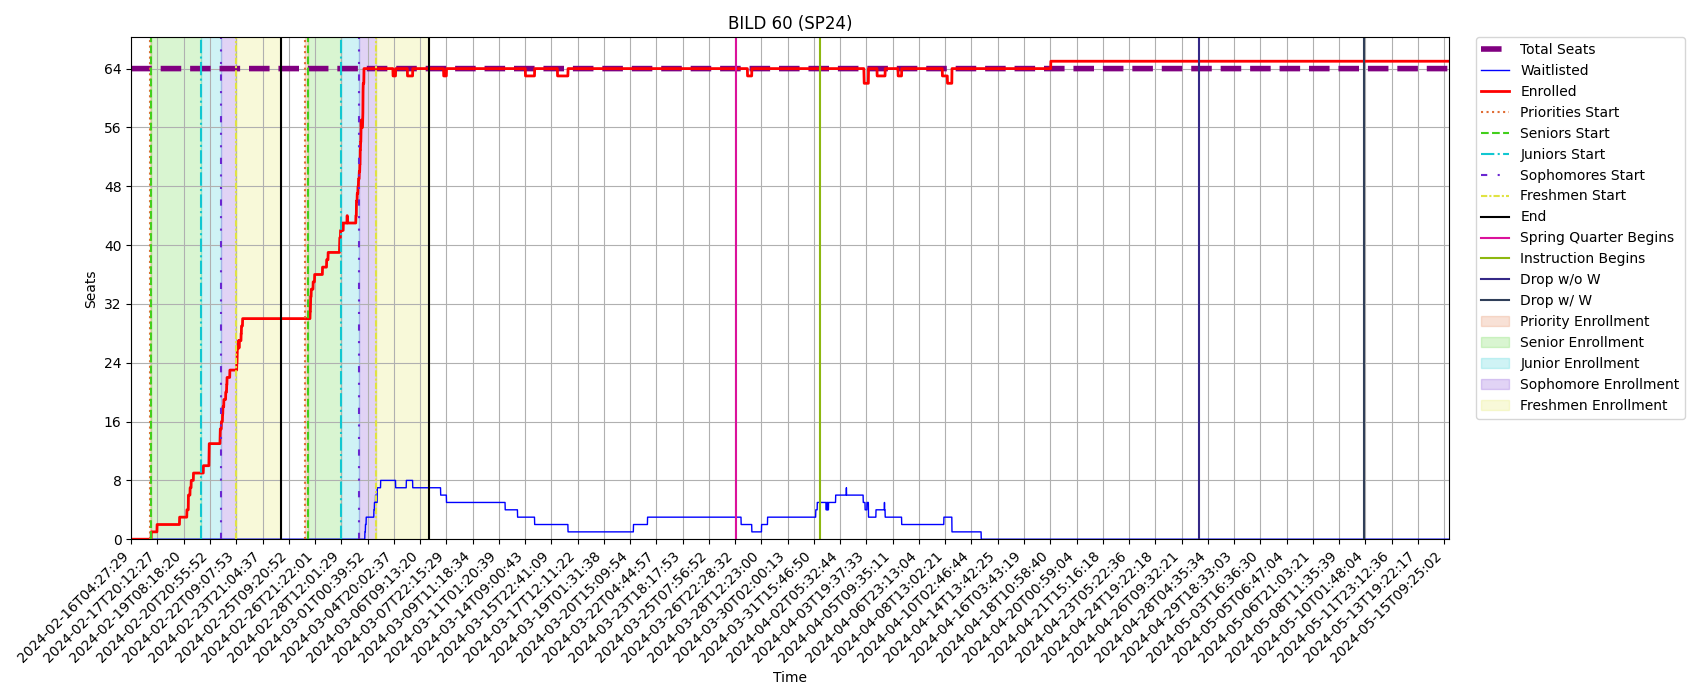 BILD 60 (SP24)
Seats
64
56
48
40
32
24
16
8
0
2024-02-16T04:27:29
2024-02-17T20:12:27
2024-02-19T08:18:20
2024-02-20T20:55:52
2024-02-22T09:07:53
2024-02-23T21:04:37
2024-02-25T09:20:52
2024-02-26T21:22:01
2024-02-28T12:01:29
2024-03-01T00:39:52
2024-03-04T20:02:37
2024-03-06T09:13:20
2024-03-07T22:15:29
2024-03-09T11:18:34
2024-03-11T11:20:39
2024-03-14T09:00:43
2024-03-15T22:41:09
2024-03-17T11:11:22
2024-03-19T01:31:38
2024-03-20T15:09:54
2024-03-22T04:44:57
2024-03-23T18:17:53
2024-03-25T07:56:52
2024-03-26T22:28:32
2024-03-28T12:23:00
2024-03-30T02:00:13
2024-03-31T15:46:50
2024-04-02T05:32:44
2024-04-03T19:37:33
2024-04-05T09:35:11
2024-04-06T23:13:04
2024-04-08T13:02:21
2024-04-10T02:46:44
2024-04-14T13:42:25
2024-04-16T03:43:19
2024-04-18T10:58:40
2024-04-20T00:59:04
2024-04-21T15:16:18
2024-04-23T05:22:36
2024-04-24T19:22:18
2024-04-26T09:32:21
2024-04-28T04:35:34
2024-04-29T18:33:03
2024-05-03T16:36:30
2024-05-05T06:47:04
2024-05-06T21:03:21
2024-05-08T11:35:39
2024-05-10T01:48:04
2024-05-11T23:12:36
2024-05-13T19:22:17
2024-05-15T09:25:02
Time
Total Seats
Waitlisted
Enrolled
Priorities Start
Seniors Start
Juniors Start
Sophomores Start
Freshmen Start
End
Spring Quarter Begins
Instruction Begins
Drop w/o W
Drop w/ W
Priority Enrollment
Senior Enrollment
Junior Enrollment
Sophomore Enrollment
Freshmen Enrollment